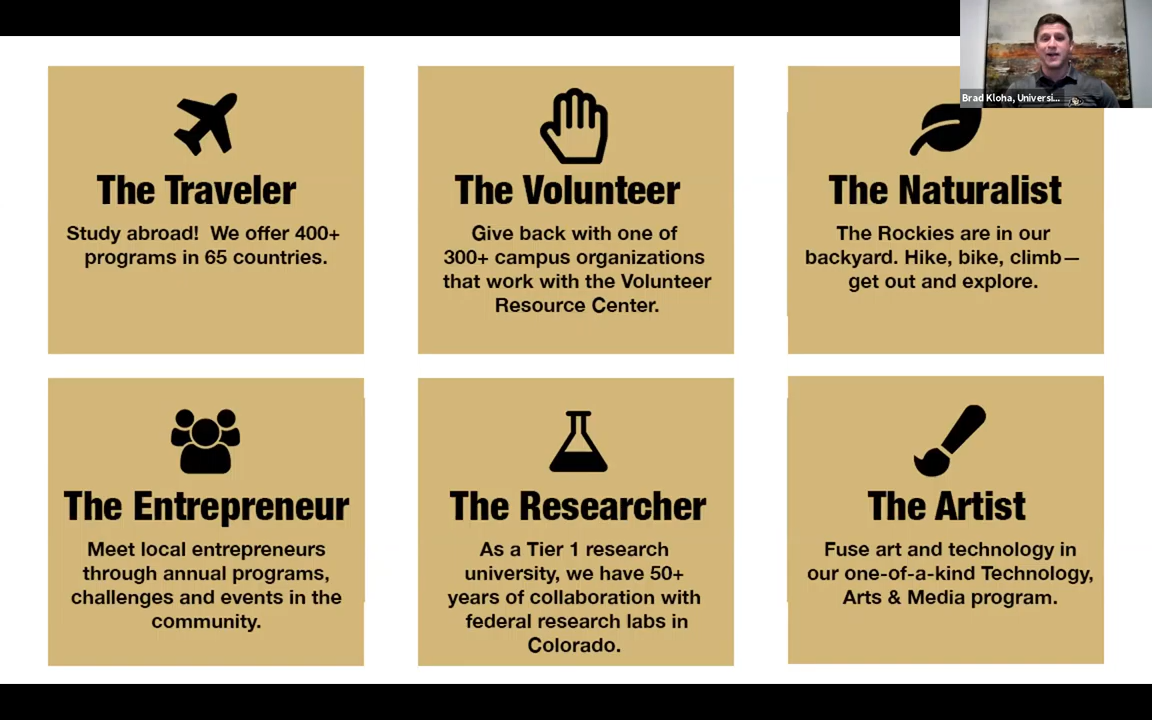 Brad Kloha, Universi...
The Traveler
Study abroad!  We offer 400+
programs in 65 countries.
The Volunteer
Give back with one of
300+ campus organizations
that work with the Volunteer
Resource Center.
The Naturalist
The Rockies are in our
backyard. Hike, bike, climb—
get out and explore.
The Entrepreneur
Meet local entrepreneurs
through annual programs,
challenges and events in the
community.
The Researcher
As a Tier 1 research
university, we have 50+
years of collaboration with
federal research labs in
Colorado.
The Artist
Fuse art and technology in
our one-of-a-kind Technology,
Arts & Media program.